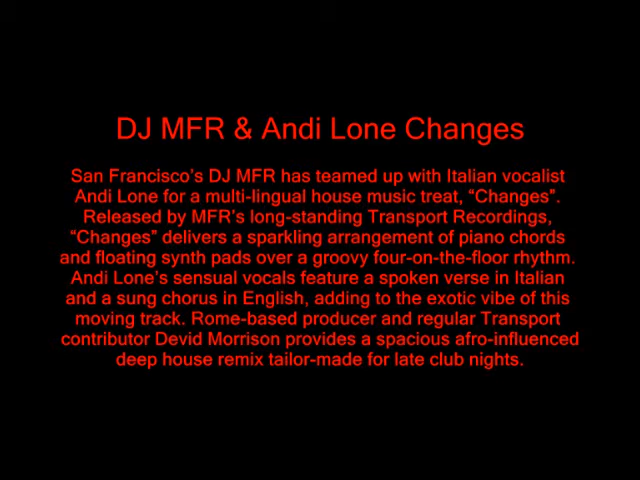 DJ MFR & Andi Lone Changes
San Francisco’s DJ MFR has teamed up with Italian vocalist
Andi Lone for a multi-lingual house music treat, “Changes”.
Released by MFR’s long-standing Transport Recordings,
“Changes” delivers a sparkling arrangement of piano chords
and floating synth pads over a groovy four-on-the-floor rhythm.
Andi Lone’s sensual vocals feature a spoken verse in Italian
and a sung chorus in English, adding to the exotic vibe of this
moving track. Rome-based producer and regular Transport
contributor Devid Morrison provides a spacious afro-influenced
deep house remix tailor-made for late club nights.